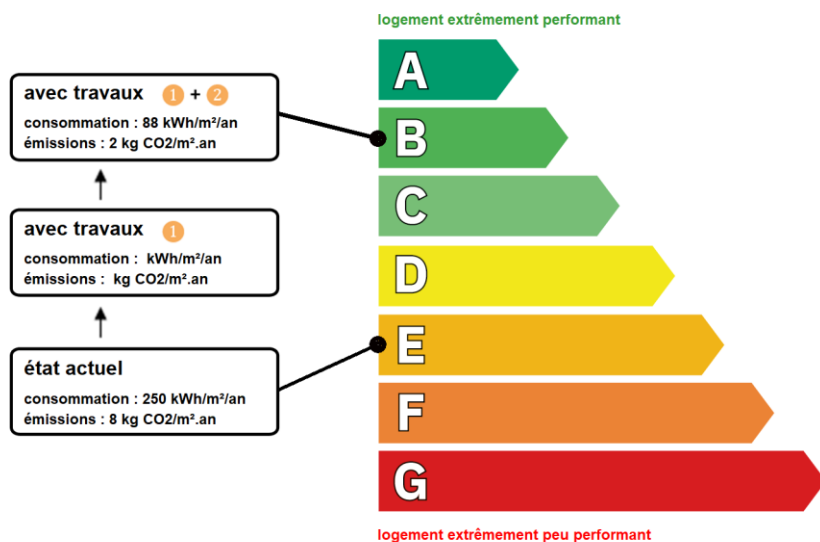 logement extrêmement performant
avec travaux 1 + 2
consommation : 88 kWh/m²/an
émissions : 2 kg CO2/m².an
avec travaux 1
consommation : kWh/m²/an
émissions : kg CO2/m².an
état actuel
consommation : 250 kWh/m²/an
émissions : 8 kg CO2/m².an
A
B
C
D
E
F
G
logement extrêmement peu performant